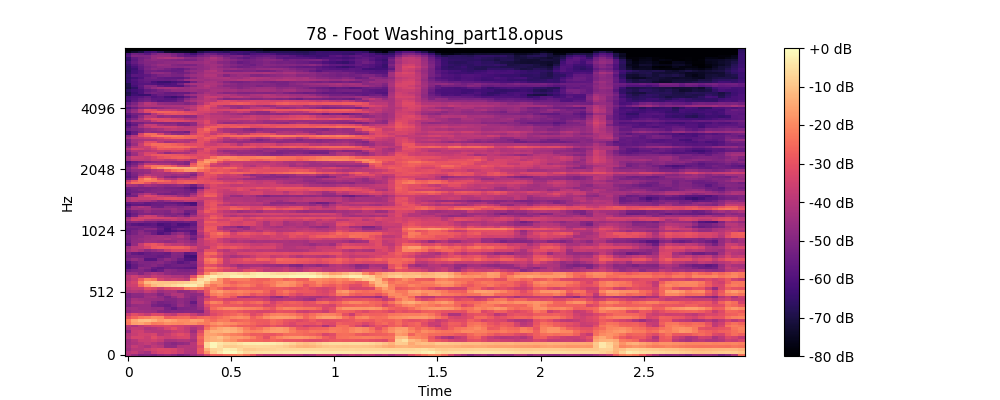 78 - Foot Washing_part18.opus
+0 dB
-10 dB
-20 dB
-30 dB
-40 dB
-50 dB
-60 dB
-70 dB
-80 dB
4096
2048
1024
512
0
Hz
0
0.5
1
1.5
2
2.5
Time